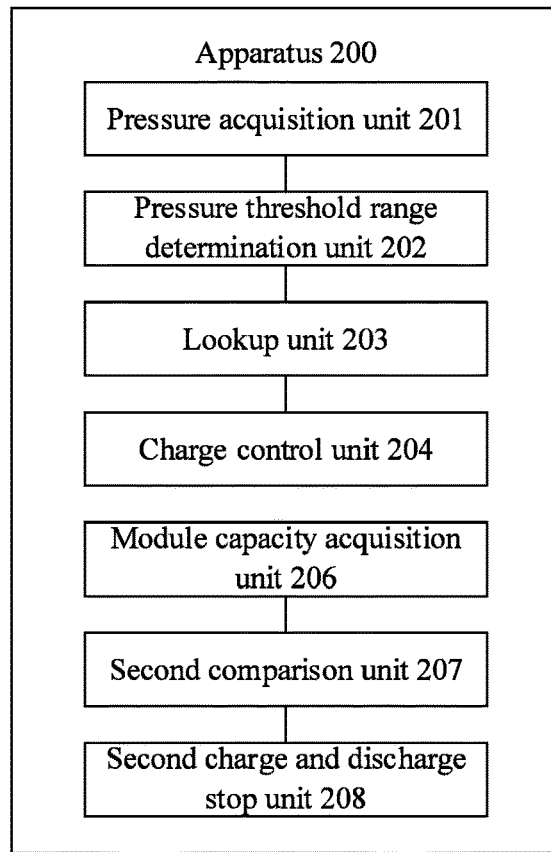 Apparatus 200
Pressure acquisition unit 201
Pressure threshold range
determination unit 202
Lookup unit 203
Charge control unit 204
Module capacity acquisition
unit 206
Second comparison unit 207
Second charge and discharge
stop unit 208